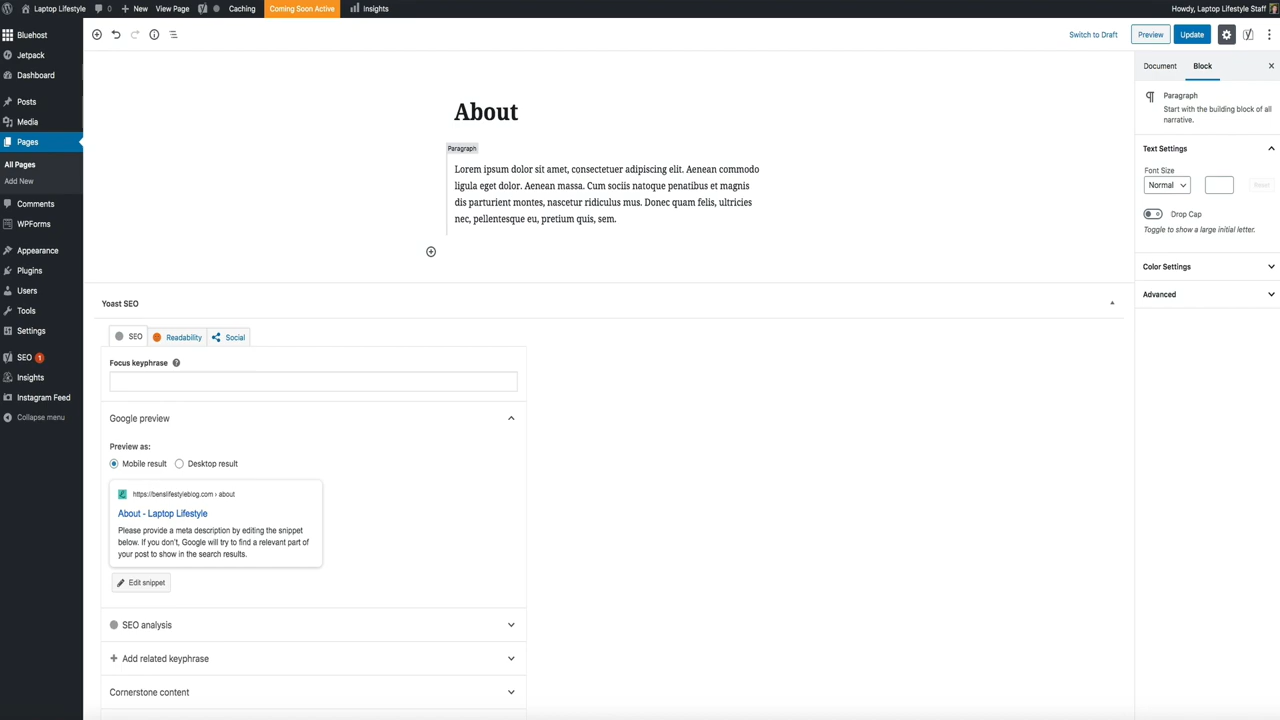 Laptop Lifestyle 0 + New View Page Caching Coming Soon Active Insights Howdy, Laptop Lifestyle Staff
Bluehost
Jetpack
Dashboard
Posts
Media
Pages
All Pages
Add New
Comments
WPForms
Appearance
Plugins
Users
Tools
Settings
SEO 1
Insights
Instagram Feed
Collapse menu
Switch to Draft Preview Update
About
Paragraph
Lorem ipsum dolor sit amet, consectetuer adipiscing elit. Aenean commodo
ligula eget dolor. Aenean massa. Cum sociis natoque penatibus et magnis
dis parturient montes, nascetur ridiculus mus. Donec quam felis, ultricies
nec, pellentesque eu, pretium quis, sem.
Yoast SEO
SEO Readability Social
Focus keyphrase
Google preview
Preview as:
Mobile result Desktop result
https://benslifestyleblog.com › about
About - Laptop Lifestyle
Please provide a meta description by editing the snippet
below. If you don't, Google will try to find a relevant part of
your post to show in the search results.
Edit snippet
SEO analysis
Add related keyphrase
Cornerstone content
Document Block
Paragraph
Start with the building block of all
narrative.
Text Settings
Font Size
Normal Reset
Drop Cap
Toggle to show a large initial letter.
Color Settings
Advanced